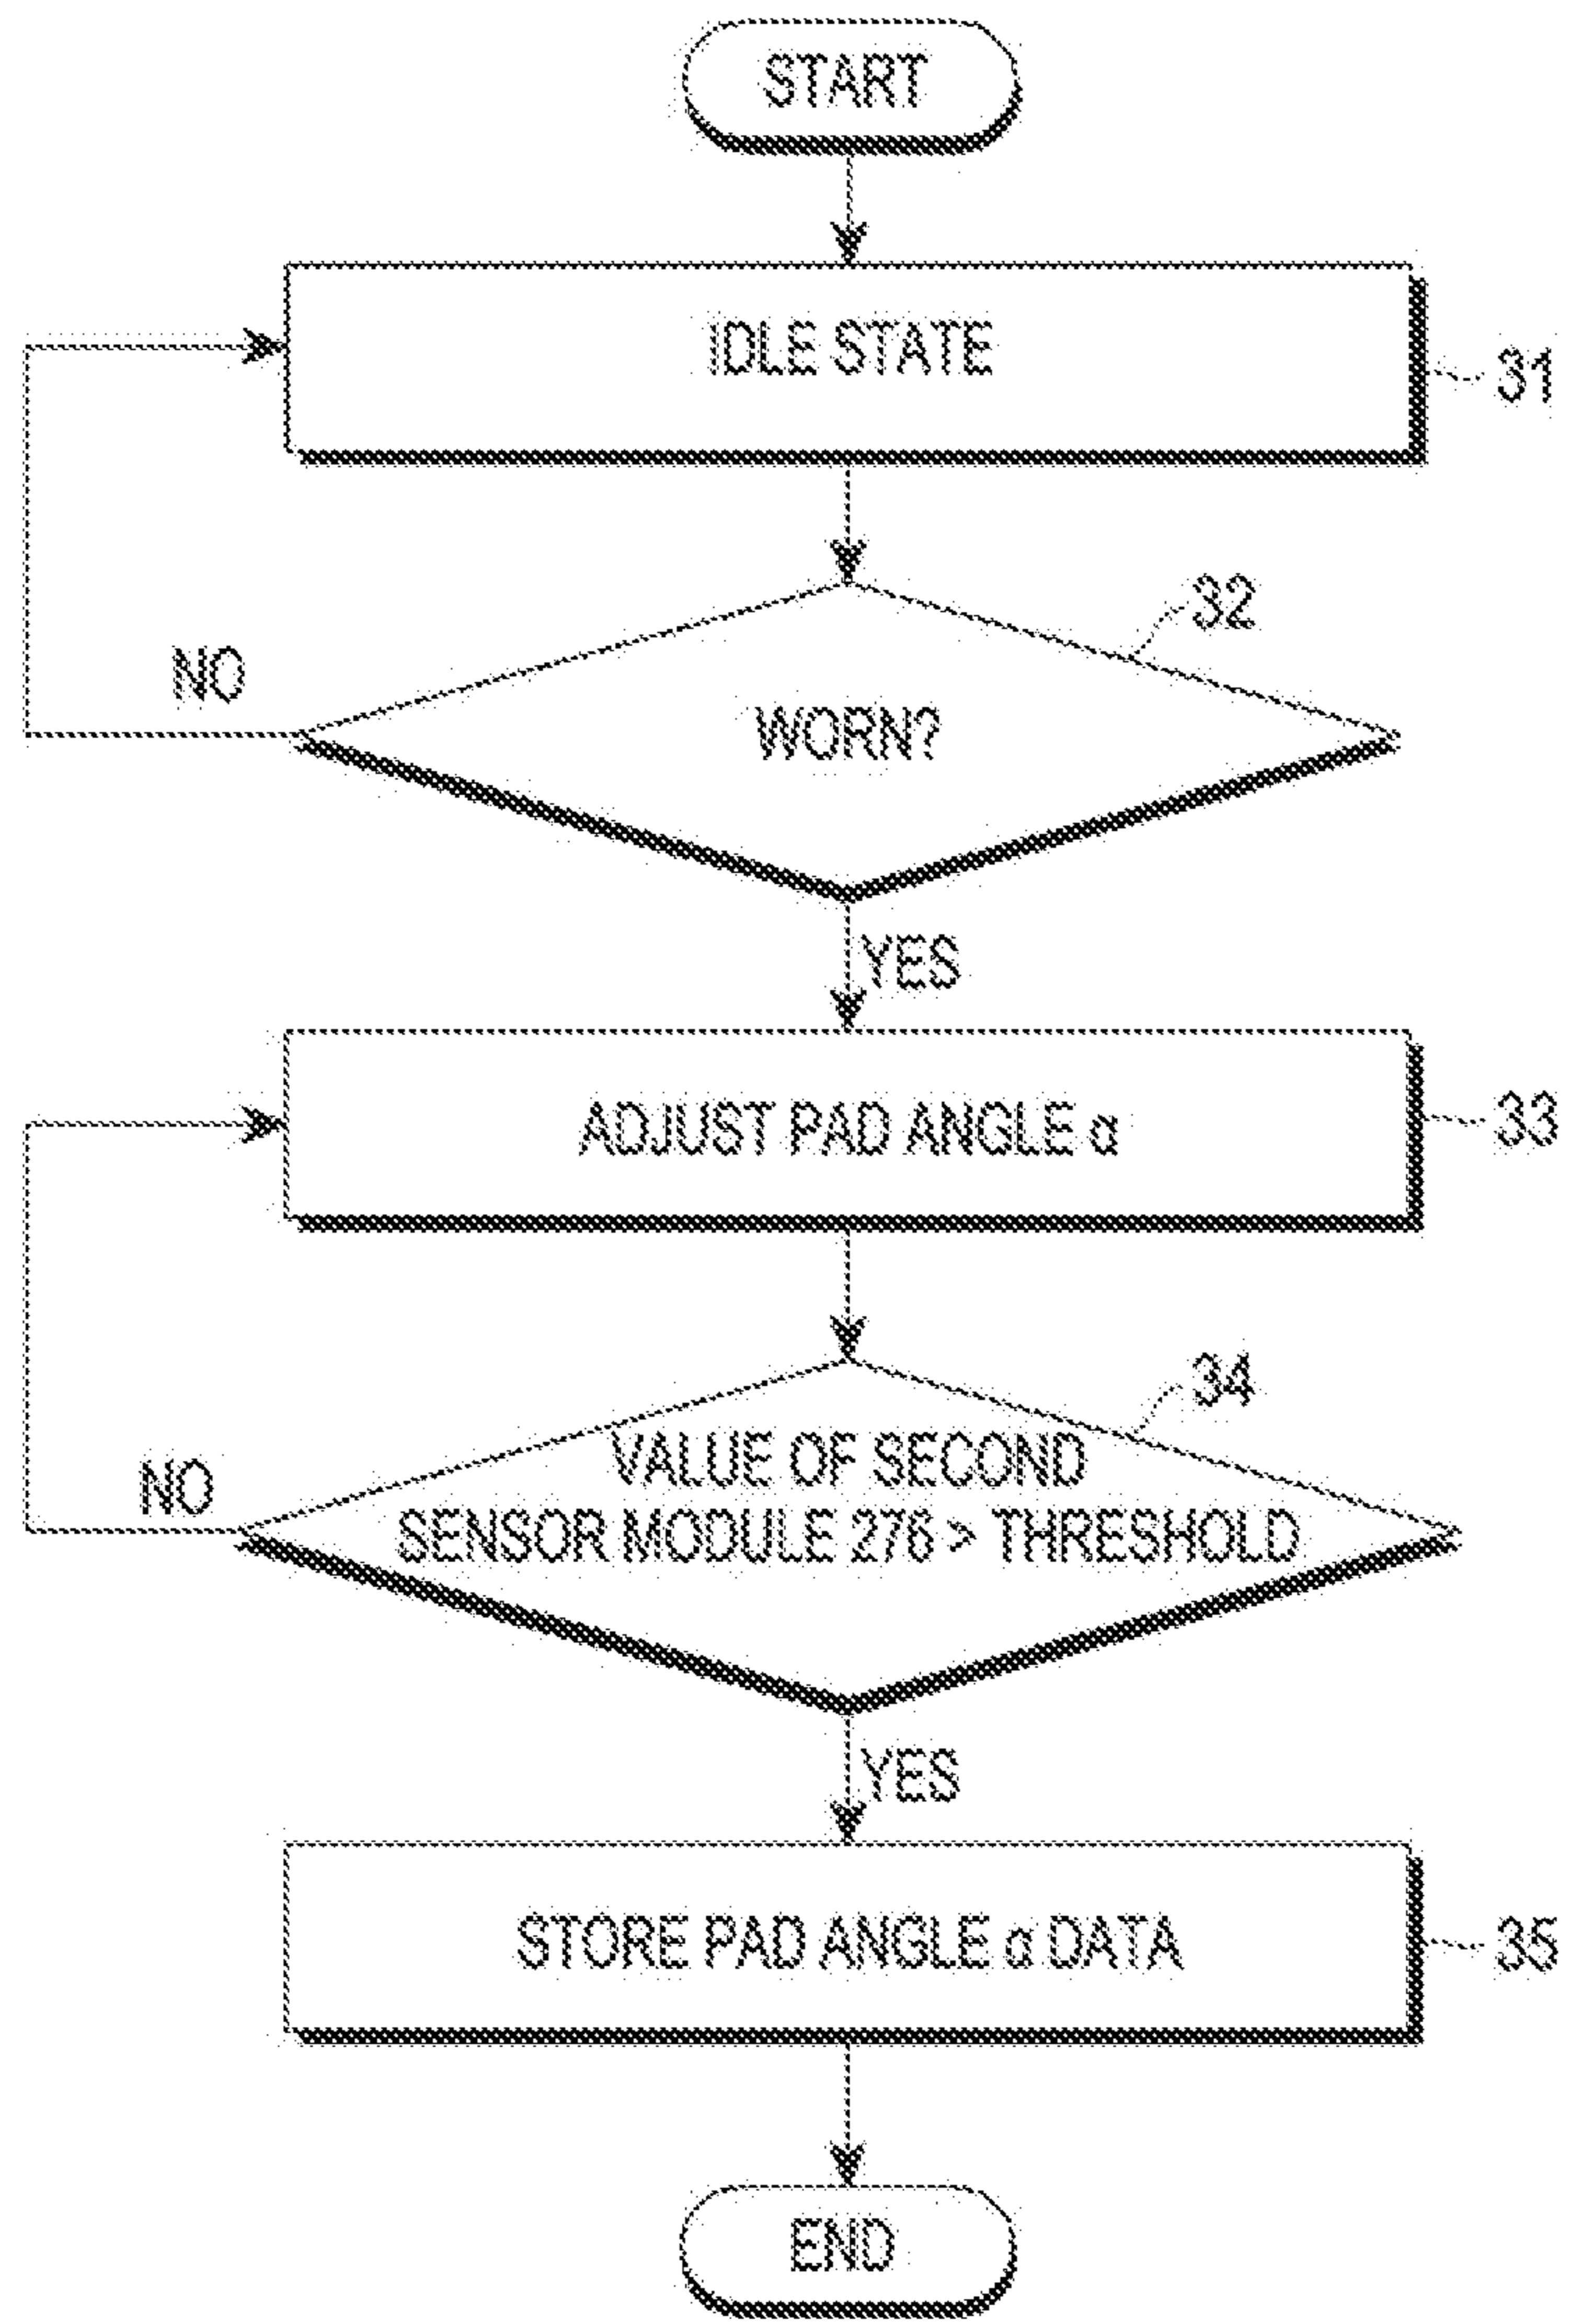 START
IDLE STATE
31
32
NO
WORN?
YES
ADJUST PAD ANGLE α
33
34
VALUE OF SECOND
NO
SENSOR MODULE 276 > THRESHOLD
YES
STORE PAD ANGLE α DATA
35
END